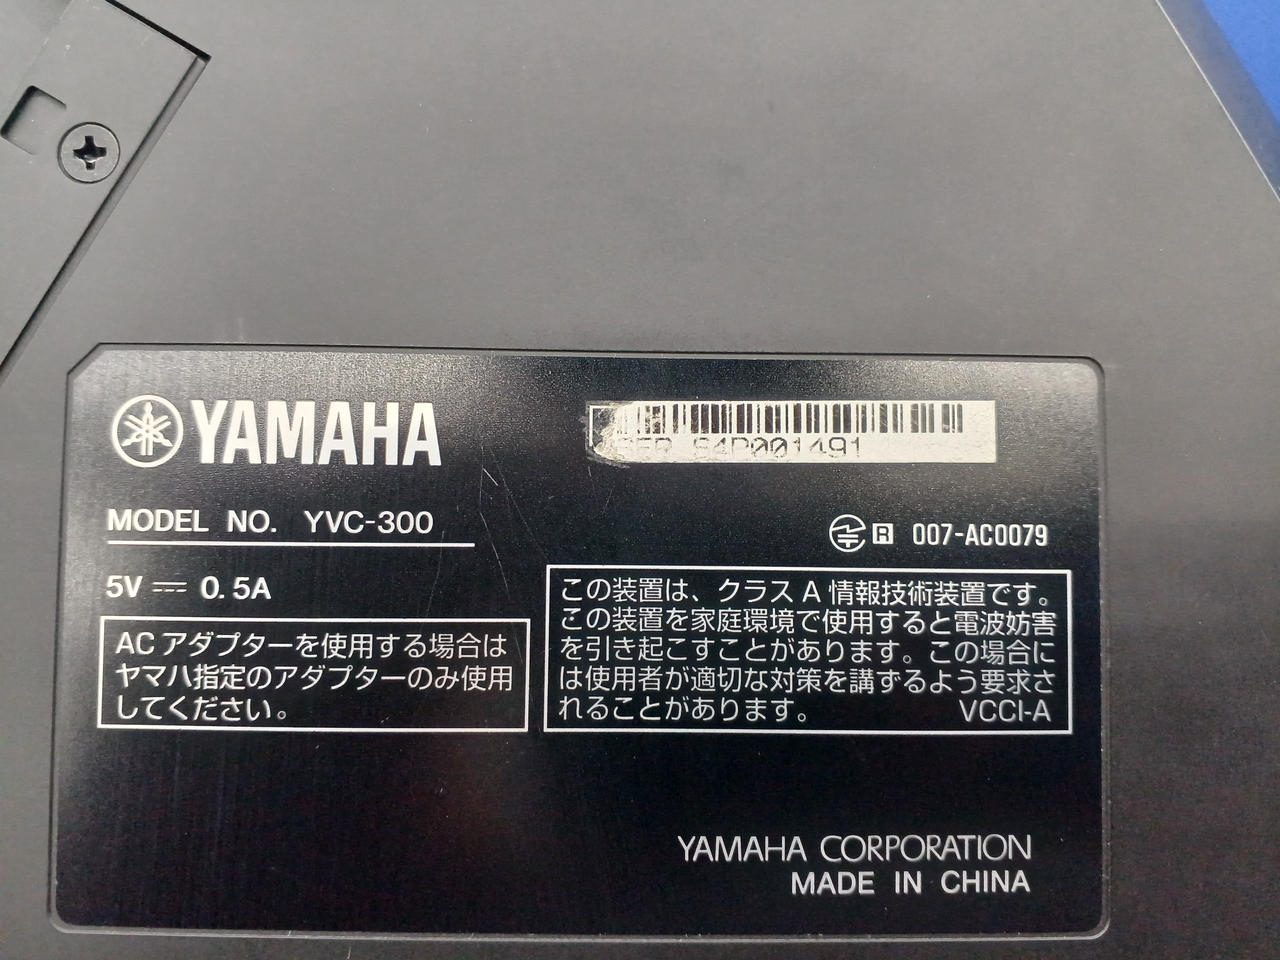 YAMAHA
SER S4P001491
MODEL NO. YVC-300
R 007-AC0079
5V 0.5A
ACアダプターを使用する場合は
ヤマハ指定のアダプターのみ使用
してください。
この装置は、クラスA情報技術装置です。
この装置を家庭環境で使用すると電波妨害
を引き起こすことがあります。この場合に
は使用者が適切な対策を講ずるよう要求さ
れることがあります。 VCCI-A
YAMAHA CORPORATION
MADE IN CHINA